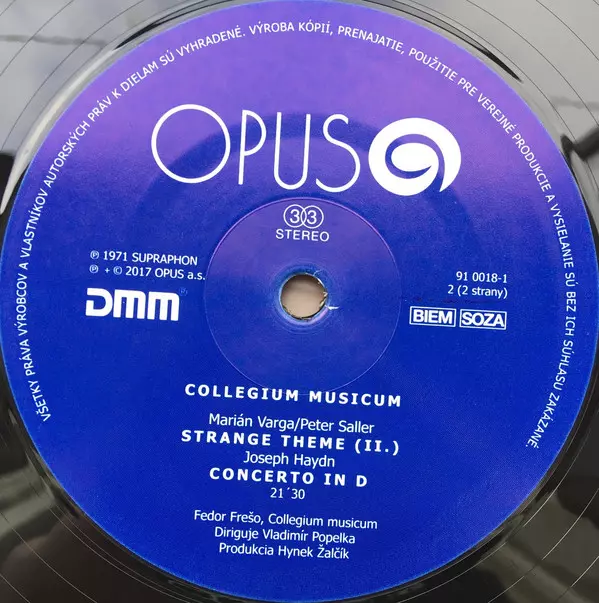 VŠETKY PRÁVA VÝROBCOV A VLASTNÍKOV AUTORSKÝCH PRÁV K DIELAM SÚ VYHRADENÉ. VÝROBA KÓPIÍ, PRENAJATIE, POUŽITIE PRE VEREJNÉ PRODUKCIE A VYSIELANIE SÚ BEZ ICH SÚHLASU ZAKÁZANÉ.
OPUS
33
STEREO
℗ 1971 SUPRAPHON
℗ + © 2017 OPUS a.s.
DMM®
91 0018-1
2 (2 strany)
BIEM SOZA
COLLEGIUM MUSICUM
Marián Varga/Peter Saller
STRANGE THEME (II.)
Joseph Haydn
CONCERTO IN D
21´30
Fedor Frešo, Collegium musicum
Diriguje Vladimír Popelka
Produkcia Hynek Žalčík